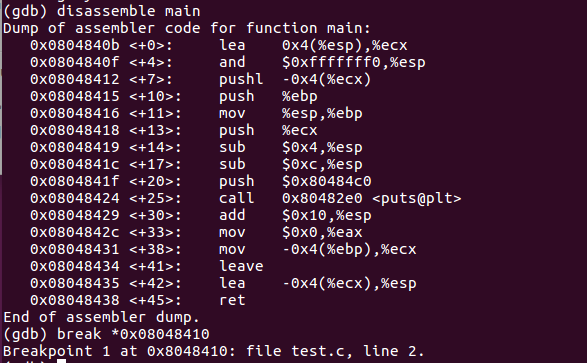 (gdb) disassemble main
Dump of assembler code for function main:
0x0804840b <+0>: lea 0x4(%esp),%ecx
0x0804840f <+4>: and $0xfffffff0,%esp
0x08048412 <+7>: pushl -0x4(%ecx)
0x08048415 <+10>: push %ebp
0x08048416 <+11>: mov %esp,%ebp
0x08048418 <+13>: push %ecx
0x08048419 <+14>: sub $0x4,%esp
0x0804841c <+17>: sub $0xc,%esp
0x0804841f <+20>: push $0x80484c0
0x08048424 <+25>: call 0x80482e0 <puts@plt>
0x08048429 <+30>: add $0x10,%esp
0x0804842c <+33>: mov $0x0,%eax
0x08048431 <+38>: mov -0x4(%ebp),%ecx
0x08048434 <+41>: leave
0x08048435 <+42>: lea -0x4(%ecx),%esp
0x08048438 <+45>: ret
End of assembler dump.
(gdb) break *0x08048410
Breakpoint 1 at 0x8048410: file test.c, line 2.